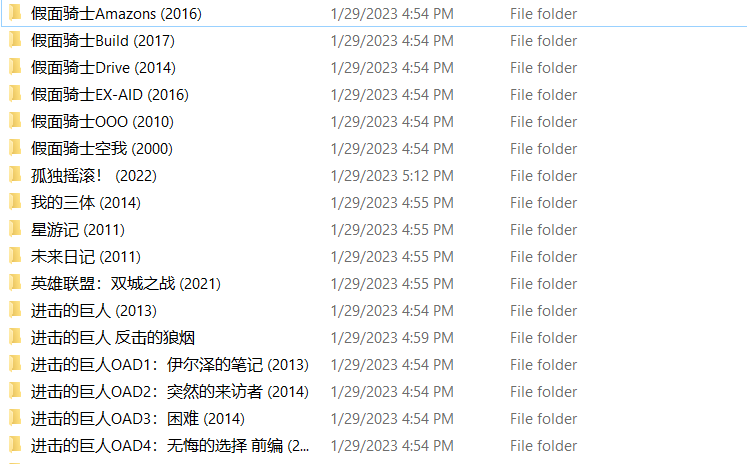 假面骑士Amazons (2016) 1/29/2023 4:54 PM File folder
假面骑士Build (2017) 1/29/2023 4:54 PM File folder
假面骑士Drive (2014) 1/29/2023 4:54 PM File folder
假面骑士EX-AID (2016) 1/29/2023 4:54 PM File folder
假面骑士OOO (2010) 1/29/2023 4:54 PM File folder
假面骑士空我 (2000) 1/29/2023 4:54 PM File folder
孤独摇滚！ (2022) 1/29/2023 5:12 PM File folder
我的三体 (2014) 1/29/2023 4:55 PM File folder
星游记 (2011) 1/29/2023 4:55 PM File folder
未来日记 (2011) 1/29/2023 4:55 PM File folder
英雄联盟：双城之战 (2021) 1/29/2023 4:55 PM File folder
进击的巨人 (2013) 1/29/2023 4:54 PM File folder
进击的巨人 反击的狼烟 1/29/2023 4:59 PM File folder
进击的巨人OAD1：伊尔泽的笔记 (2013) 1/29/2023 4:54 PM File folder
进击的巨人OAD2：突然的来访者 (2014) 1/29/2023 4:54 PM File folder
进击的巨人OAD3：困难 (2014) 1/29/2023 4:54 PM File folder
进击的巨人OAD4：无悔的选择 前编 (2... 1/29/2023 4:54 PM File folder